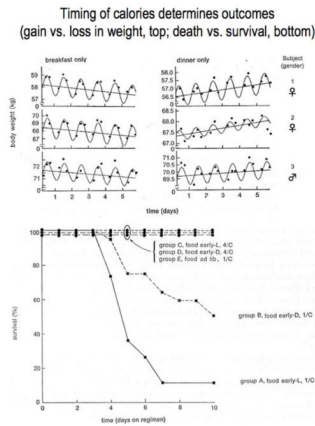 Timing of calories determines outcomes
(gain vs. loss in weight, top; death vs. survival, bottom)
breakfast only
dinner only
Subject
(gender)
body weight (kg)
59
58
57
58.0
57.5
57.0
56.5
1
♀
70
69
68
68.5
68.0
67.5
67.0
2
♀
72
71
71.0
70.5
70.0
69.5
3
♂
1 2 3 4 5
1 2 3 4 5
time (days)
survival (%)
100
80
60
40
20
0
group C, food early-L, 4/C
group D, food early-D, 4/C
group E, food ad lib., 1/C
group B, food early-D, 1/C
group A, food early-L, 1/C
0 2 4 6 8 10
time (days on regimen)